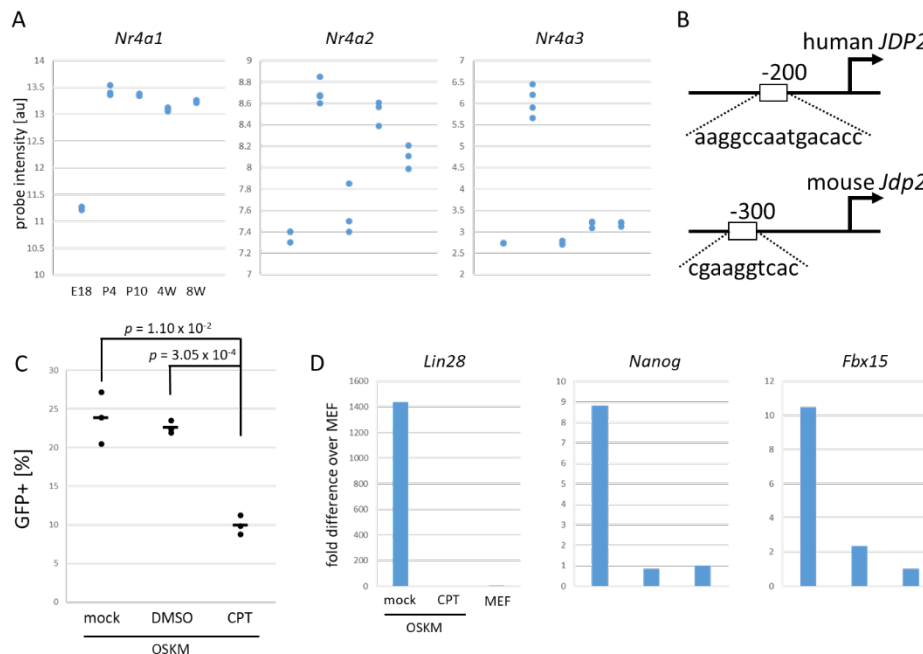 A
Nr4a1
Nr4a2
Nr4a3
probe intensity [au]
14
13.5
13
12.5
12
11.5
11
10.5
10
E18 P4 P10 4W 8W
9
8.8
8.6
8.4
8.2
8
7.8
7.6
7.4
7.2
7
6.5
6
5.5
5
4.5
4
3.5
3
2.5
2
B
human JDP2
-200
aaggccaatgacacc
mouse Jdp2
-300
cgaaggtcac
C
p = 1.10 x 10-2
p = 3.05 x 10-4
GFP+ [%]
30
25
20
15
10
5
0
mock DMSO CPT
OSKM
D
Lin28
Nanog
Fbx15
fold difference over MEF
1600
1400
1200
1000
800
600
400
200
0
mock CPT MEF
OSKM
10
9
8
7
6
5
4
3
2
1
0
12
10
8
6
4
2
0